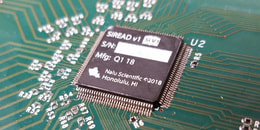 SiREAD v1
S/N:
Mfg: Q1 18
Nalu Scientific ©2018
Honolulu, HI
U2